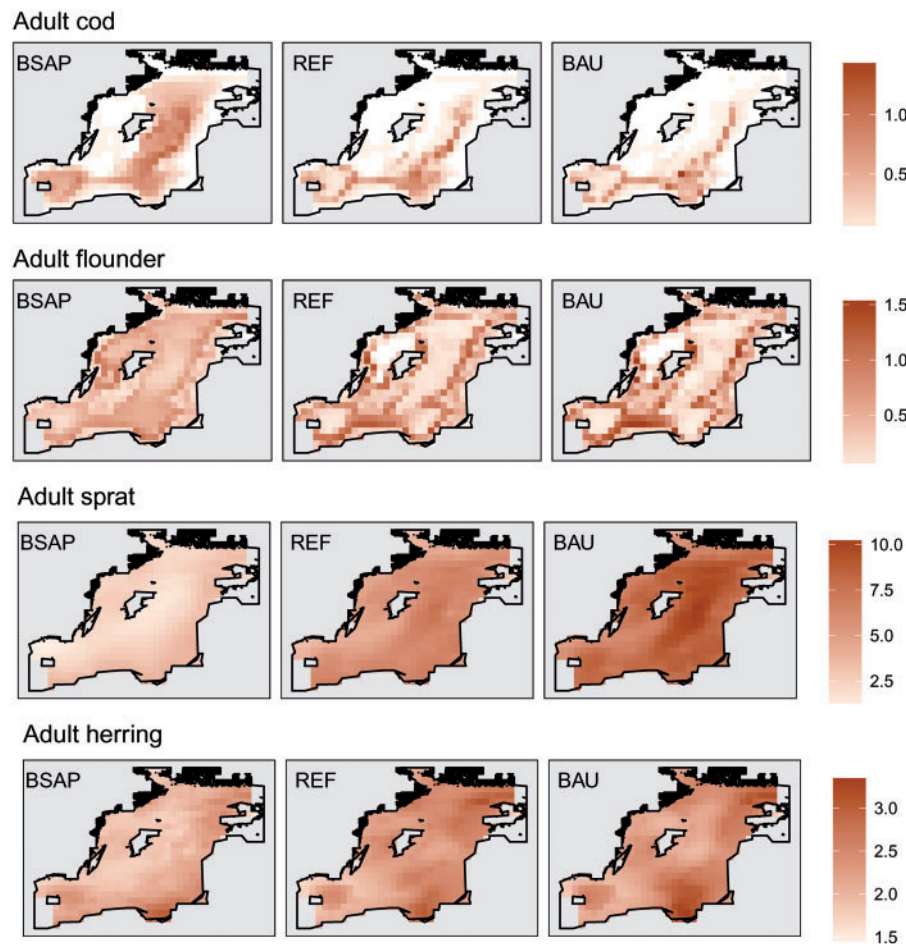 Adult cod
BSAP REF BAU
1.0
0.5
Adult flounder
BSAP REF BAU
1.5
1.0
0.5
Adult sprat
BSAP REF BAU
10.0
7.5
5.0
2.5
Adult herring
BSAP REF BAU
3.0
2.5
2.0
1.5